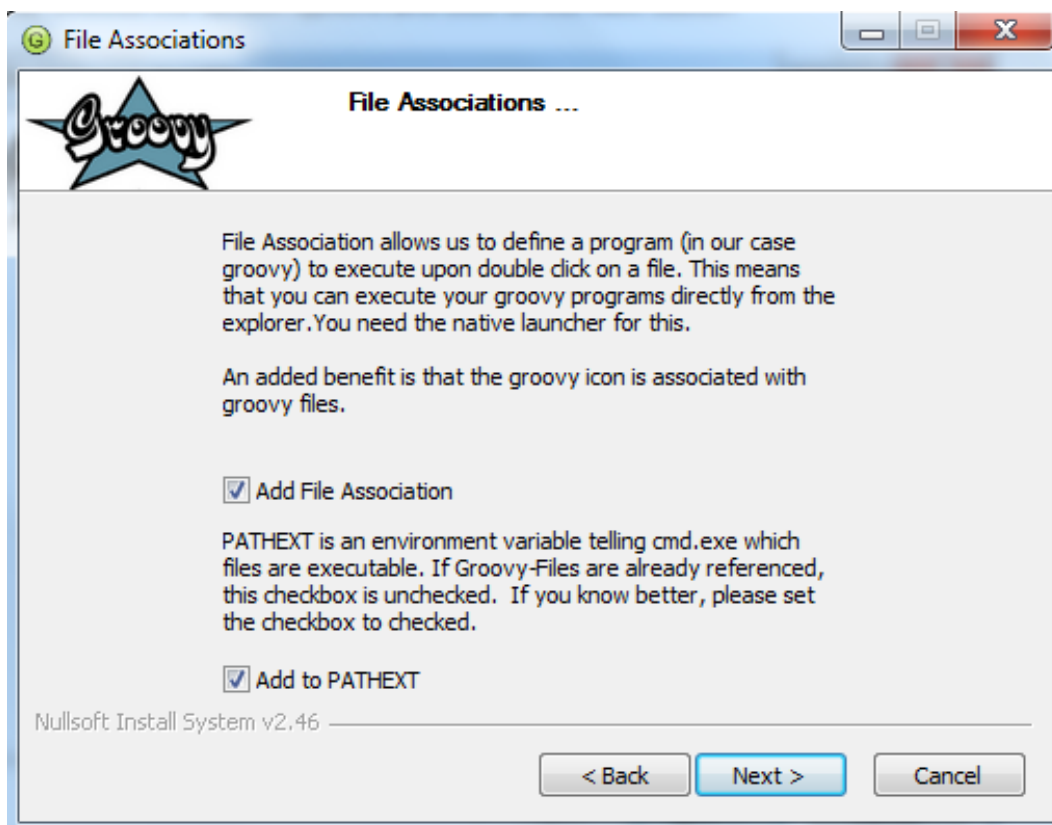 File Associations
File Associations ...
Groovy
File Association allows us to define a program (in our case
groovy) to execute upon double click on a file. This means
that you can execute your groovy programs directly from the
explorer.You need the native launcher for this.
An added benefit is that the groovy icon is associated with
groovy files.
Add File Association
PATHEXT is an environment variable telling cmd.exe which
files are executable. If Groovy-Files are already referenced,
this checkbox is unchecked.  If you know better, please set
the checkbox to checked.
Add to PATHEXT
Nullsoft Install System v2.46
< Back Next > Cancel